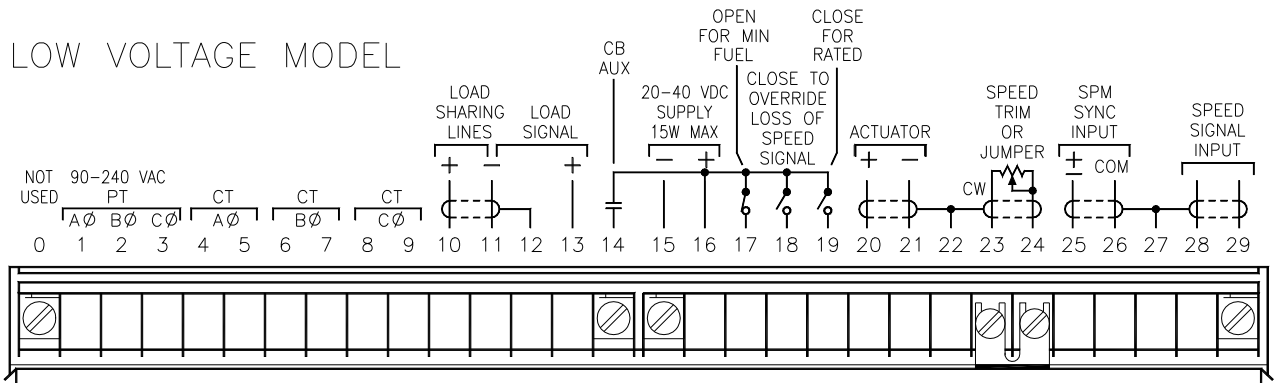 LOW VOLTAGE MODEL
NOT
USED
0
90-240 VAC
PT
AØ BØ CØ
1 2 3
CT
AØ
4 5
CT
BØ
6 7
CT
CØ
8 9
LOAD
SHARING
LINES
+ −
10 11
LOAD
SIGNAL
+
12 13
CB
AUX
14
20-40 VDC
SUPPLY
15W MAX
− +
15 16
OPEN
FOR MIN
FUEL
17
CLOSE TO
OVERRIDE
LOSS OF
SPEED
SIGNAL
18
CLOSE
FOR
RATED
19
ACTUATOR
+ −
20 21
22
SPEED
TRIM
OR
JUMPER
CW
23 24
SPM
SYNC
INPUT
+
− COM
25 26
27
SPEED
SIGNAL
INPUT
28 29